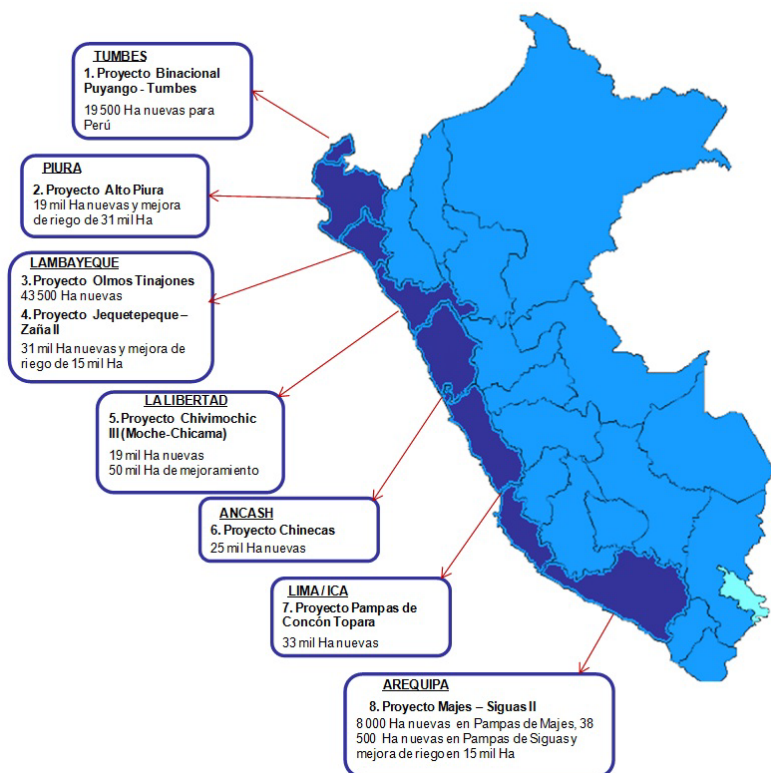 TUMBES
1. Proyecto Binacional
Puyango - Tumbes
19 500 Ha nuevas para
Perú
PIURA
2. Proyecto Alto Piura
19 mil Ha nuevas y mejora
de riego de 31 mil Ha
LAMBAYEQUE
3. Proyecto Olmos Tinajones
43 500 Ha nuevas
4. Proyecto Jequetepeque –
Zaña II
31 mil Ha nuevas y mejora de
riego de 15 mil Ha
LA LIBERTAD
5. Proyecto Chivimochic
III (Moche-Chicama)
19 mil Ha nuevas
50 mil Ha de mejoramiento
ANCASH
6. Proyecto Chinecas
25 mil Ha nuevas
LIMA / ICA
7. Proyecto Pampas de
Concón Topara
33 mil Ha nuevas
AREQUIPA
8. Proyecto Majes – Siguas II
8 000 Ha nuevas en Pampas de Majes, 38
500 Ha nuevas en Pampas de Siguas y
mejora de riego en 15 mil Ha